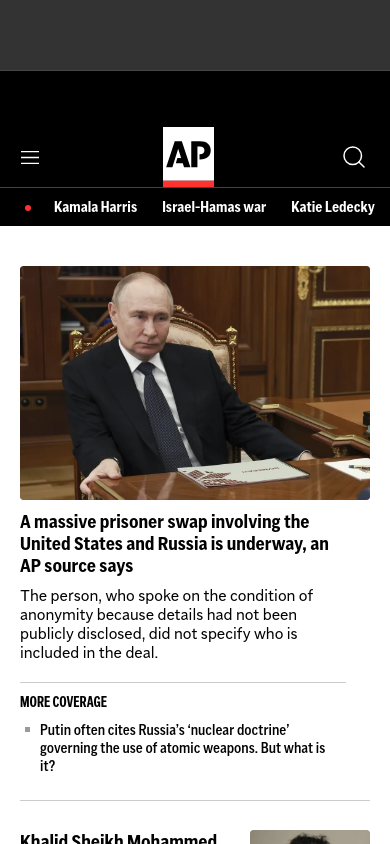 AP
Kamala Harris Israel-Hamas war Katie Ledecky
A massive prisoner swap involving the
United States and Russia is underway, an
AP source says
The person, who spoke on the condition of
anonymity because details had not been
publicly disclosed, did not specify who is
included in the deal.
MORE COVERAGE
Putin often cites Russia’s ‘nuclear doctrine’
governing the use of atomic weapons. But what is
it?
Khalid Sheikh Mohammed